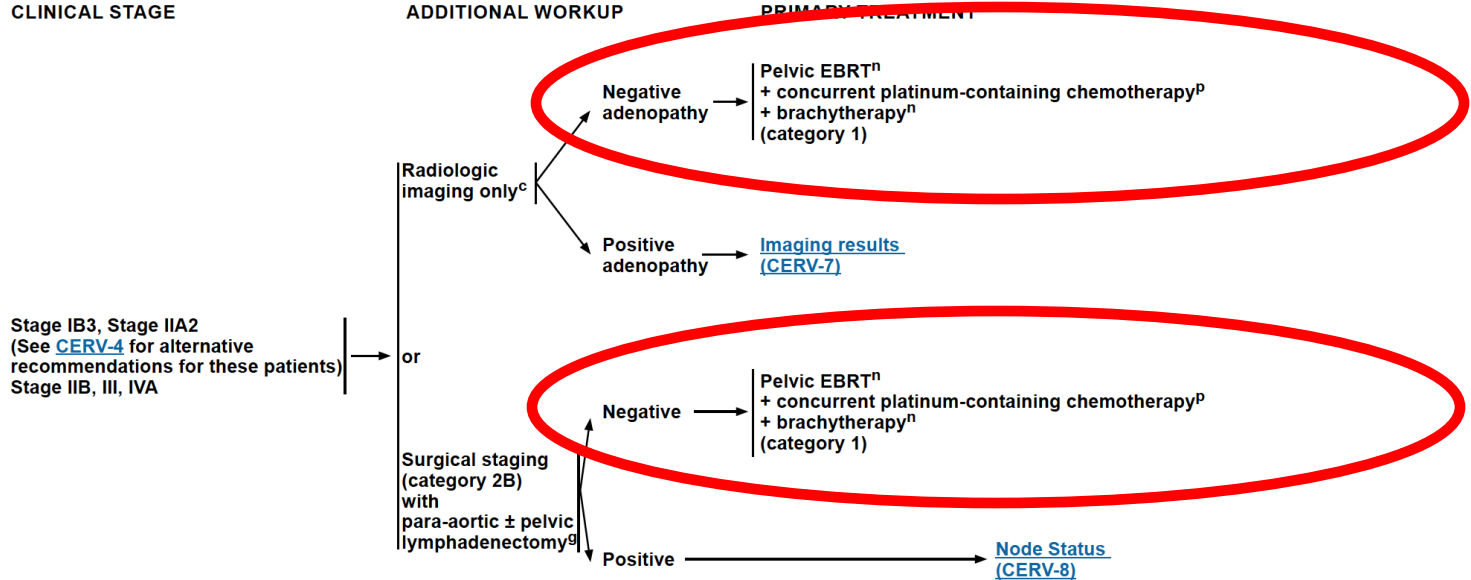 CLINICAL STAGE
ADDITIONAL WORKUP
PRIMARY TREATMENT
Negative
adenopathy
Pelvic EBRTⁿ
+ concurrent platinum-containing chemotherapyᵖ
+ brachytherapyⁿ
(category 1)
Radiologic
imaging onlyᶜ
Positive
adenopathy
Imaging results
(CERV-7)
Stage IB3, Stage IIA2
(See CERV-4 for alternative
recommendations for these patients)
Stage IIB, III, IVA
or
Surgical staging
(category 2B)
with
para-aortic ± pelvic
lymphadenectomyᵍ
Negative
Pelvic EBRTⁿ
+ concurrent platinum-containing chemotherapyᵖ
+ brachytherapyⁿ
(category 1)
Positive
Node Status
(CERV-8)